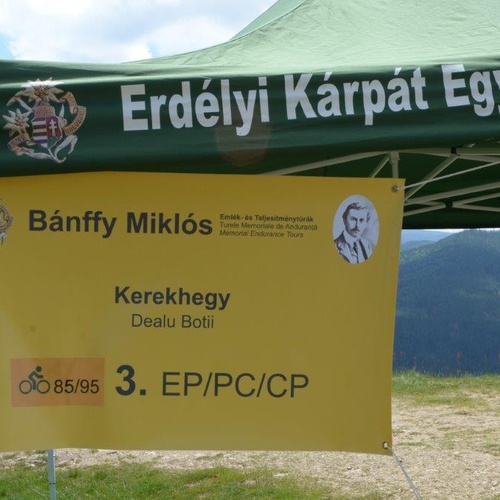 Erdélyi Kárpát Egy
Bánffy Miklós
Emlék- és Teljesítménytúrák
Turele Memoriale de Anduranță
Memorial Endurance Tours
Kerekhegy
Dealu Botii
85/95 3. EP/PC/CP